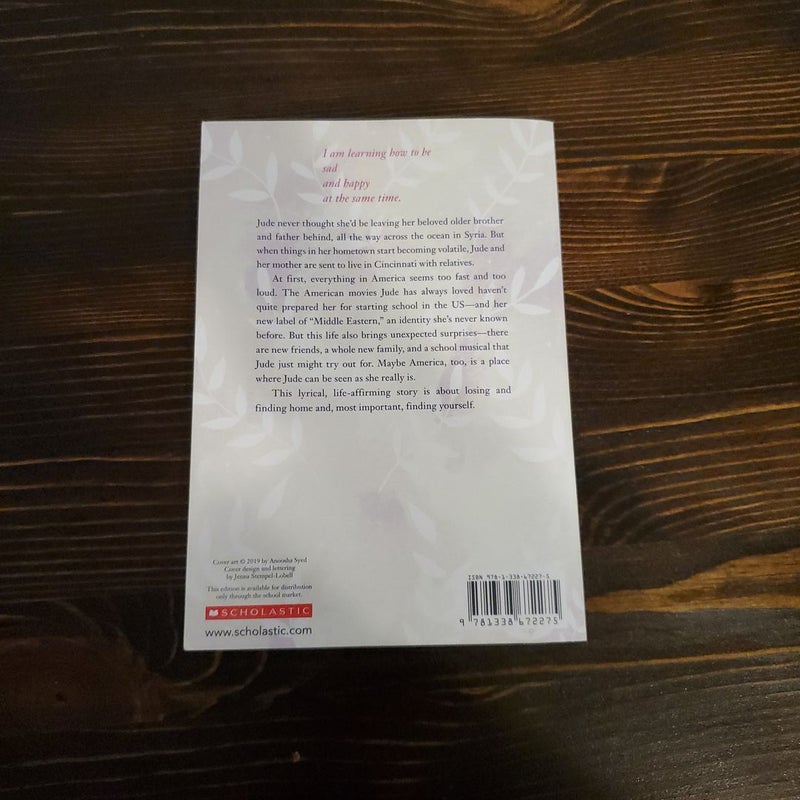 I am learning how to be
sad
and happy
at the same time.
Jude never thought she'd be leaving her beloved older brother
and father behind, all the way across the ocean in Syria. But
when things in her hometown start becoming volatile, Jude and
her mother are sent to live in Cincinnati with relatives.
At first, everything in America seems too fast and too
loud. The American movies Jude has always loved haven't
quite prepared her for starting school in the US—and her
new label of "Middle Eastern," an identity she's never known
before. But this life also brings unexpected surprises—there
are new friends, a whole new family, and a school musical that
Jude just might try out for. Maybe America, too, is a place
where Jude can be seen as she really is.
This lyrical, life-affirming story is about losing and
finding home and, most important, finding yourself.
Cover art © 2019 by Anoosha Syed
Cover design and lettering
by Jenna Stempel-Lobell
This edition is available for distribution
only through the school market.
SCHOLASTIC
www.scholastic.com
ISBN 978-1-338-67227-5
9 781338 672275